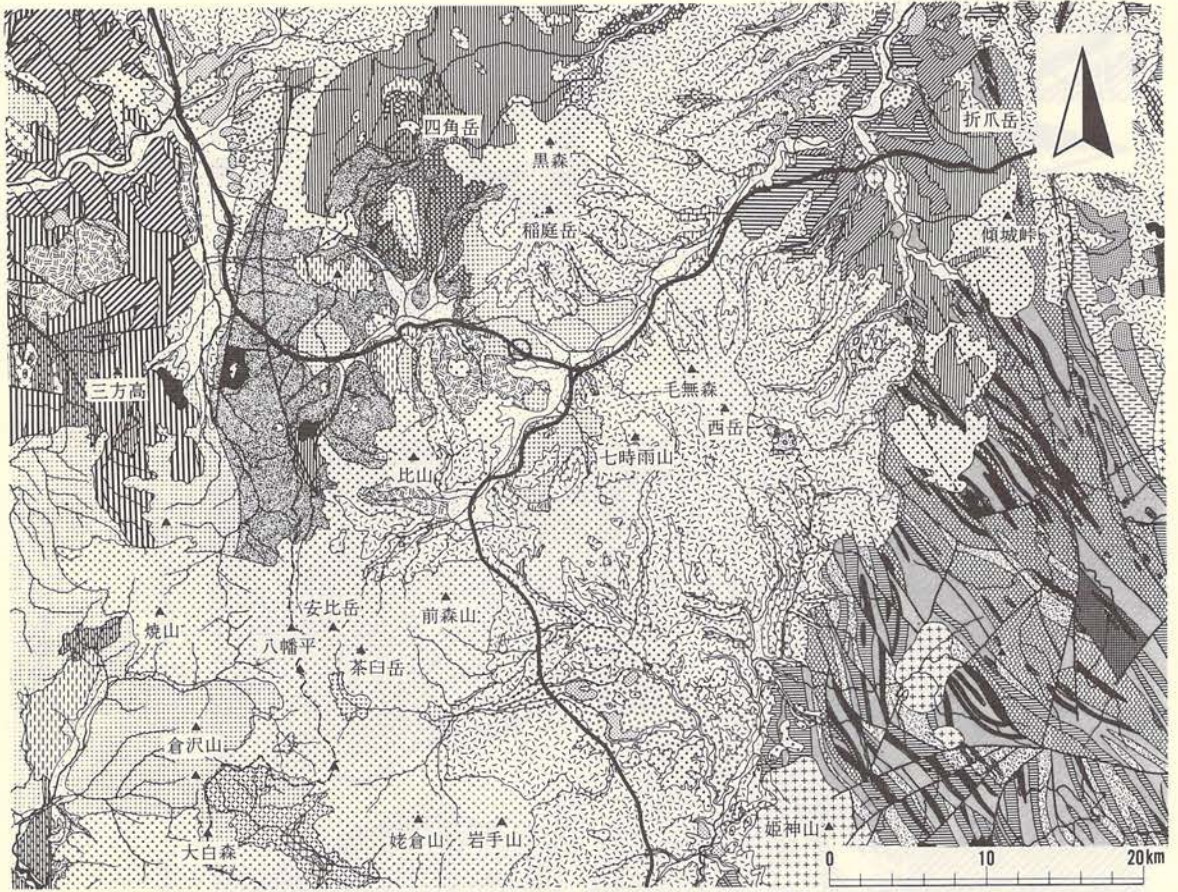 四角岳
折爪岳
黒森
稲庭岳
傾城峠
三方高
毛無森
西岳
七時雨山
比山
焼山
安比岳
前森山
八幡平
茶臼岳
倉沢山
大白森
姥倉山
岩手山
姫神山
0 10 20km